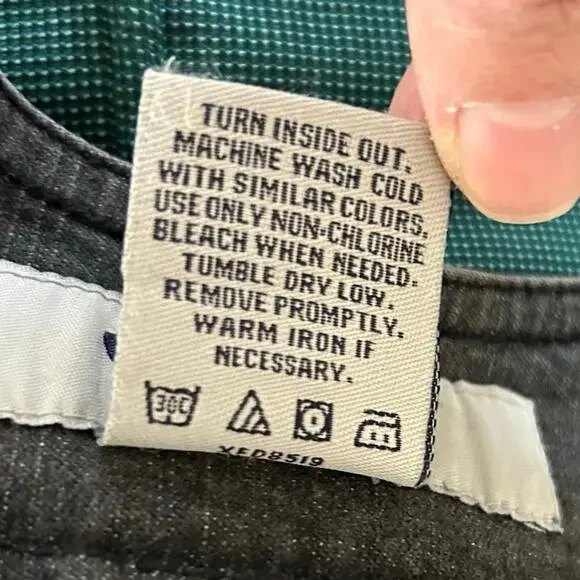 TURN INSIDE OUT.
MACHINE WASH COLD
WITH SIMILAR COLORS.
USE ONLY NON-CHLORINE
BLEACH WHEN NEEDED.
TUMBLE DRY LOW.
REMOVE PROMPTLY.
WARM IRON IF
NECESSARY.
30C